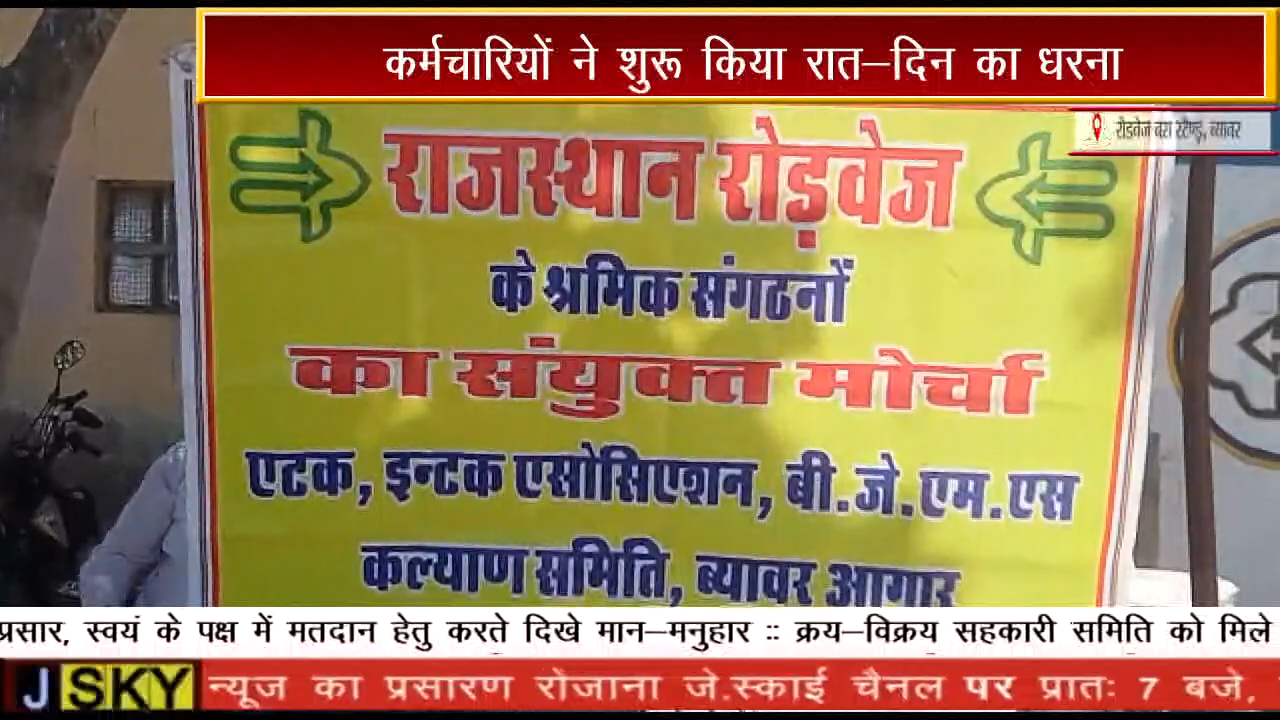 कर्मचारियों ने शुरू किया रात–दिन का धरना
रोडवेज बस स्टेण्ड, ब्यावर
राजस्थान रोड़वेज
के श्रमिक संगठनों
का संयुक्त मोर्चा
एटक, इन्टक एसोसिएशन, बी.जे.एम.एस
कल्याण समिति, ब्यावर आगार
प्रसार, स्वयं के पक्ष में मतदान हेतु करते दिखे मान–मनुहार :: क्रय–विक्रय सहकारी समिति को मिले
J SKY न्यूज का प्रसारण रोजाना जे.स्काई चैनल पर प्रातः 7 बजे,